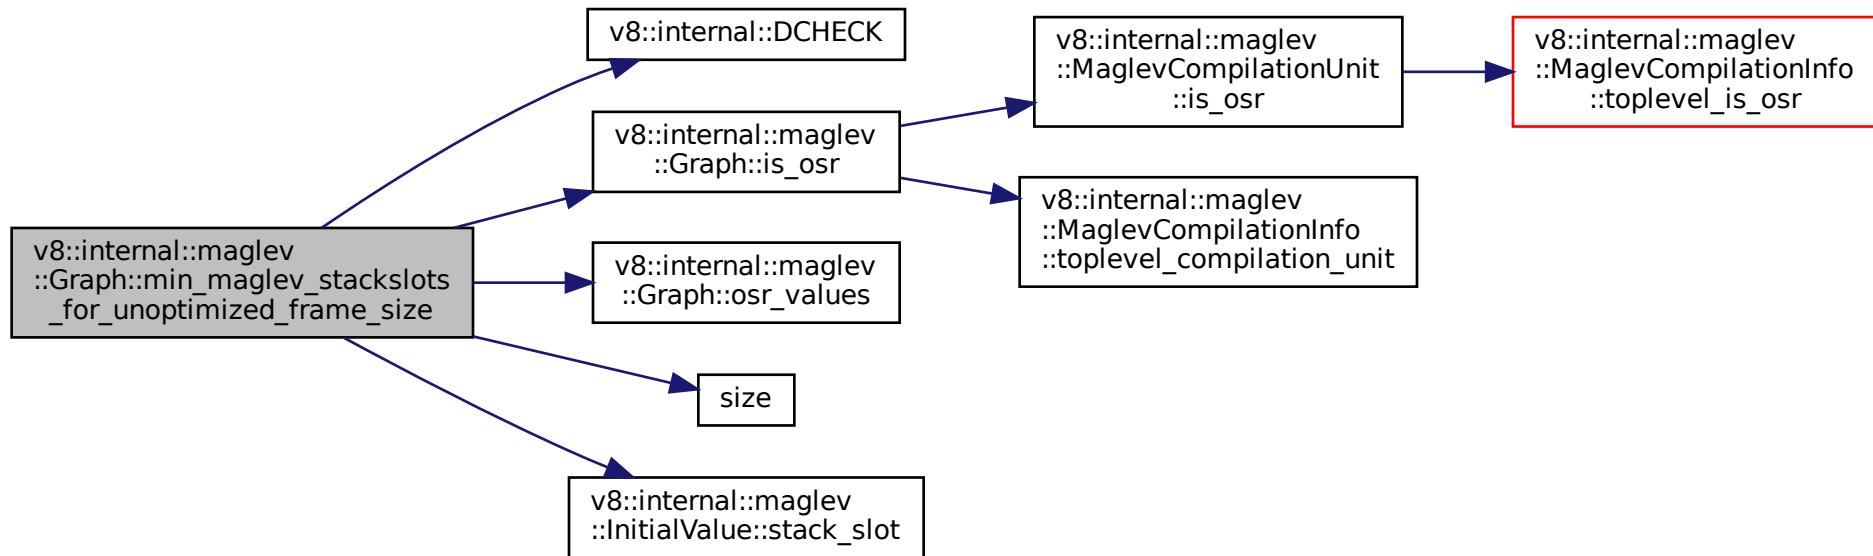 v8::internal::maglev
::Graph::min_maglev_stackslots
_for_unoptimized_frame_size
v8::internal::DCHECK
v8::internal::maglev
::Graph::is_osr
v8::internal::maglev
::MaglevCompilationUnit
::is_osr
v8::internal::maglev
::MaglevCompilationInfo
::toplevel_is_osr
v8::internal::maglev
::MaglevCompilationInfo
::toplevel_compilation_unit
v8::internal::maglev
::Graph::osr_values
size
v8::internal::maglev
::InitialValue::stack_slot